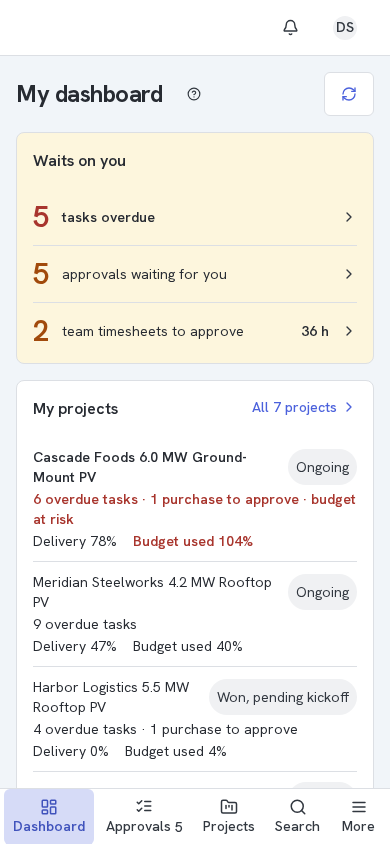 DS
My dashboard
Waits on you
5 tasks overdue
5 approvals waiting for you
2 team timesheets to approve 36 h
My projects All 7 projects
Cascade Foods 6.0 MW Ground-
Mount PV
Ongoing
6 overdue tasks · 1 purchase to approve · budget
at risk
Delivery 78% Budget used 104%
Meridian Steelworks 4.2 MW Rooftop
PV
Ongoing
9 overdue tasks
Delivery 47% Budget used 40%
Harbor Logistics 5.5 MW
Rooftop PV
Won, pending kickoff
4 overdue tasks · 1 purchase to approve
Delivery 0% Budget used 4%
Dashboard Approvals 5 Projects Search More